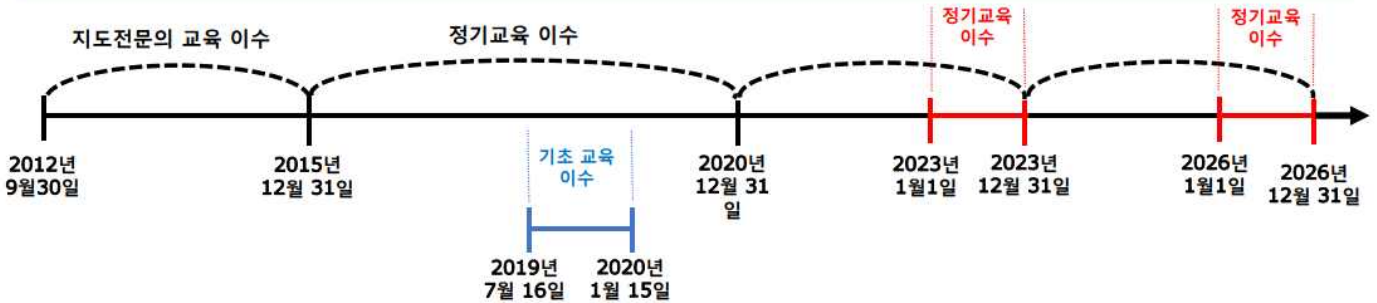 지도전문의 교육 이수
정기교육 이수
정기교육
이수
정기교육
이수
2012년
9월30일
2015년
12월 31일
기초 교육
이수
2020년
12월 31
일
2023년
1월1일
2023년
12월 31일
2026년
1월1일
2026년
12월 31일
2019년
7월 16일
2020년
1월 15일